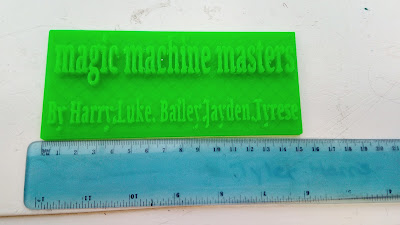 magic machine masters
By Harry,Luke, Bailey,Jayden,Tyrese